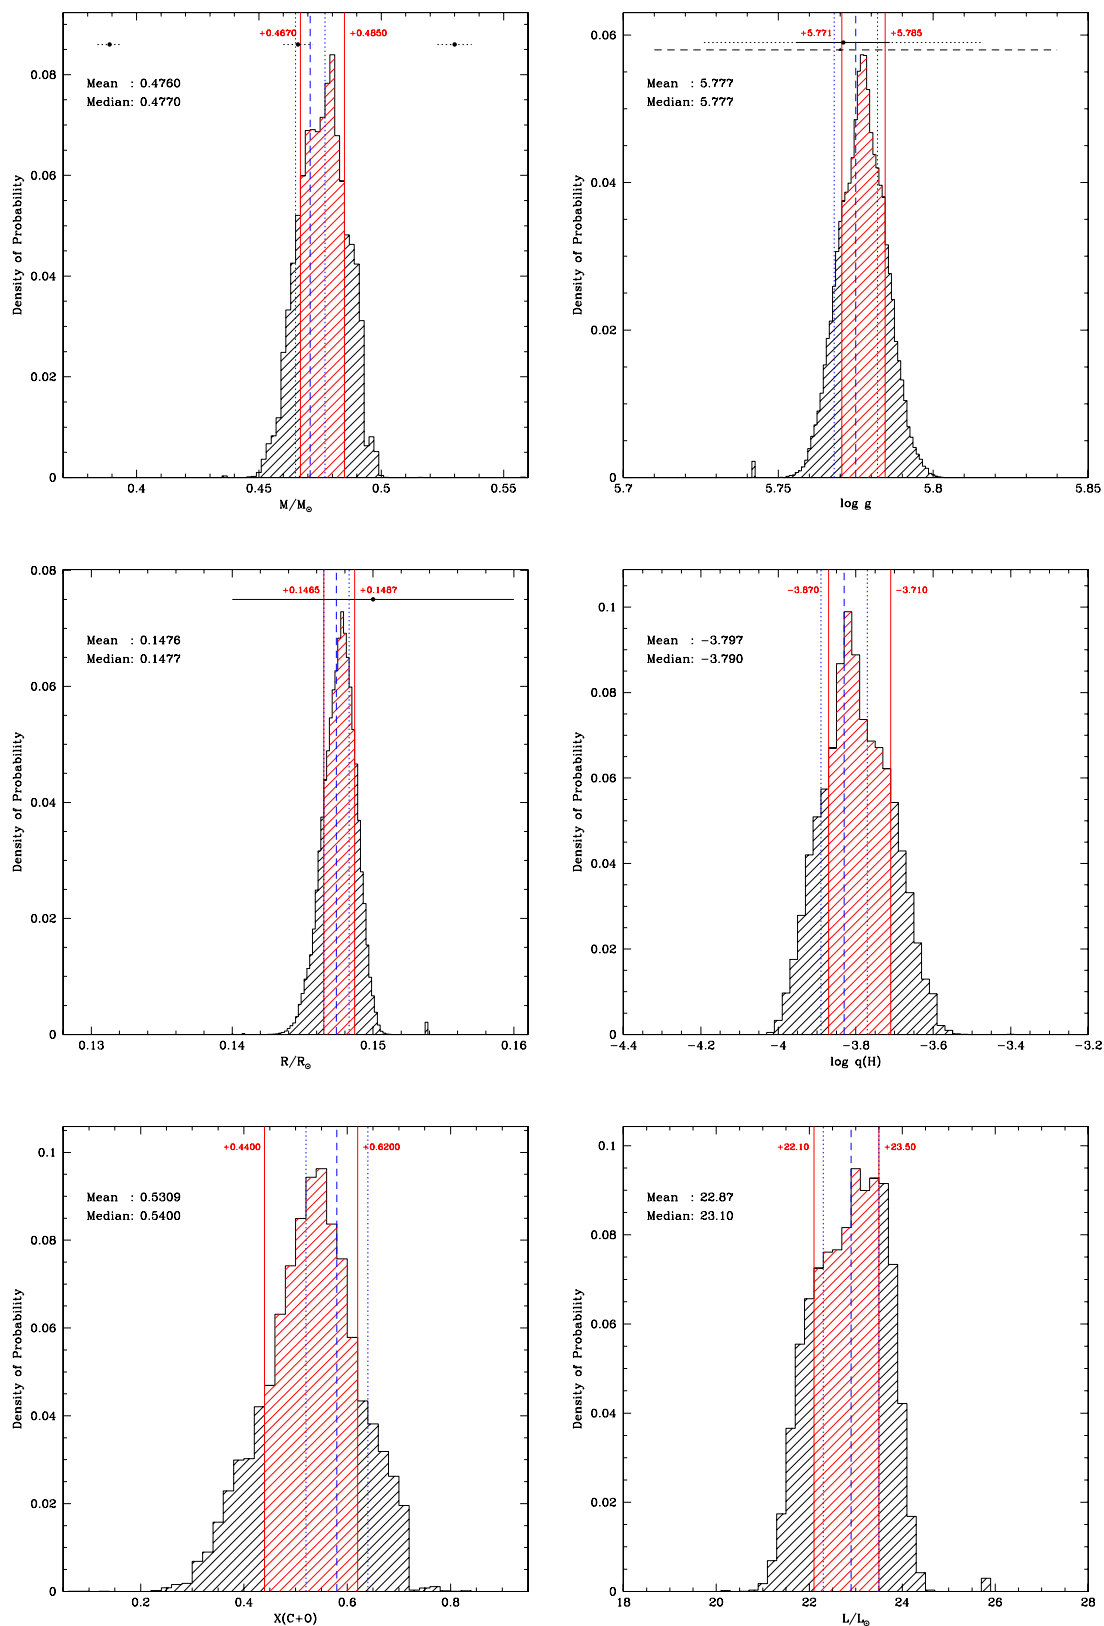 +0.4670 +0.4850
Mean : 0.4760
Median: 0.4770
Density of Probability
0 0.02 0.04 0.06 0.08
0.4 0.45 0.5 0.55
M/M☉
+5.771 +5.785
Mean : 5.777
Median: 5.777
Density of Probability
0 0.02 0.04 0.06
5.7 5.75 5.8 5.85
log g
+0.1465 +0.1487
Mean : 0.1476
Median: 0.1477
Density of Probability
0 0.02 0.04 0.06 0.08
0.13 0.14 0.15 0.16
R/R☉
−3.870 −3.710
Mean : −3.797
Median: −3.790
Density of Probability
0 0.02 0.04 0.06 0.08 0.1
−4.4 −4.2 −4 −3.8 −3.6 −3.4 −3.2
log q(H)
+0.4400 +0.6200
Mean : 0.5309
Median: 0.5400
Density of Probability
0 0.02 0.04 0.06 0.08 0.1
0.2 0.4 0.6 0.8
X(C+O)
+22.10 +23.50
Mean : 22.87
Median: 23.10
Density of Probability
0 0.02 0.04 0.06 0.08 0.1
18 20 22 24 26 28
L/L☉